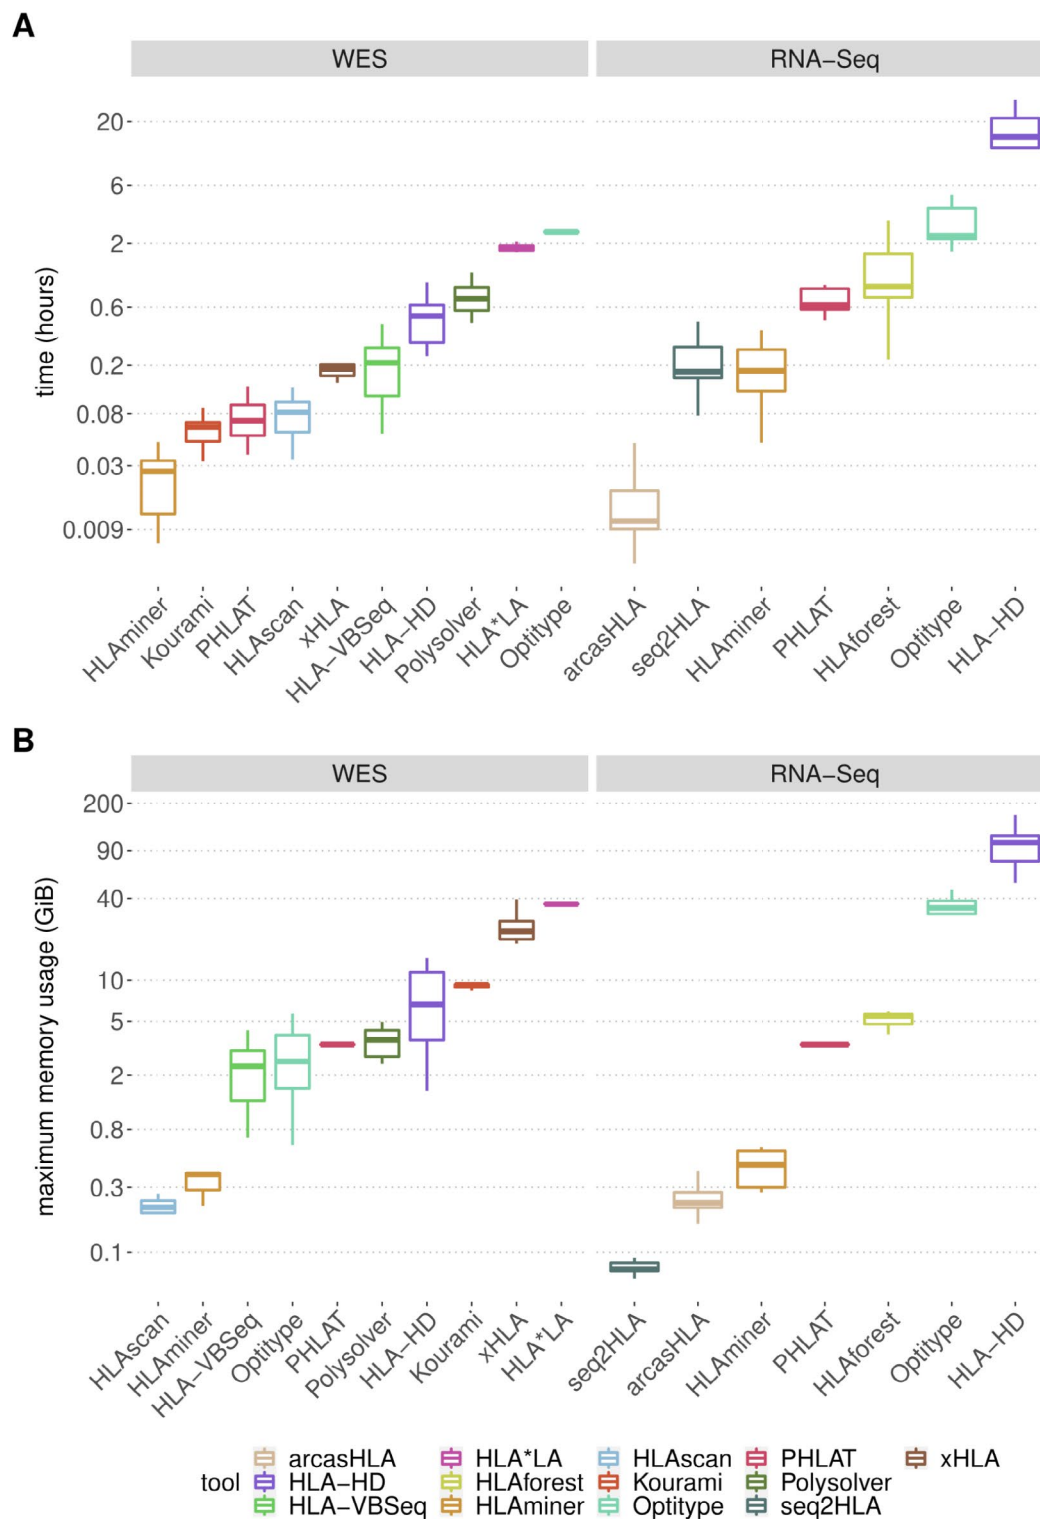 A
WES RNA−Seq
time (hours)
20
6
2
0.6
0.2
0.08
0.03
0.009
HLAminer Kourami PHLAT HLAscan xHLA HLA−VBSeq HLA−HD Polysolver HLA*LA Optitype arcasHLA seq2HLA HLAminer PHLAT HLAforest Optitype HLA−HD
B
WES RNA−Seq
maximum memory usage (GiB)
200
90
40
10
5
2
0.8
0.3
0.1
HLAscan HLAminer HLA−VBSeq Optitype PHLAT Polysolver HLA−HD Kourami xHLA HLA*LA seq2HLA arcasHLA HLAminer PHLAT HLAforest Optitype HLA−HD
arcasHLA HLA*LA HLAscan PHLAT xHLA
tool HLA−HD HLAforest Kourami Polysolver
HLA−VBSeq HLAminer Optitype seq2HLA